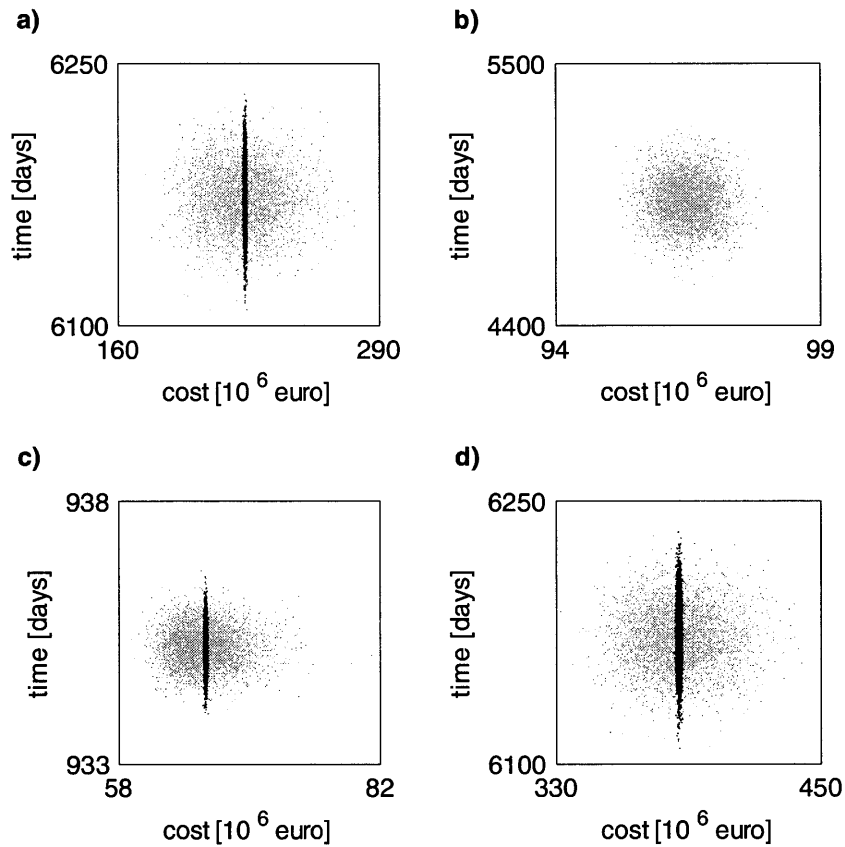 a)
6250
time [days]
6100
160
290
cost [10 6 euro]
b)
5500
time [days]
4400
94
99
cost [10 6 euro]
c)
938
time [days]
933
58
82
cost [10 6 euro]
d)
6250
time [days]
6100
330
450
cost [10 6 euro]